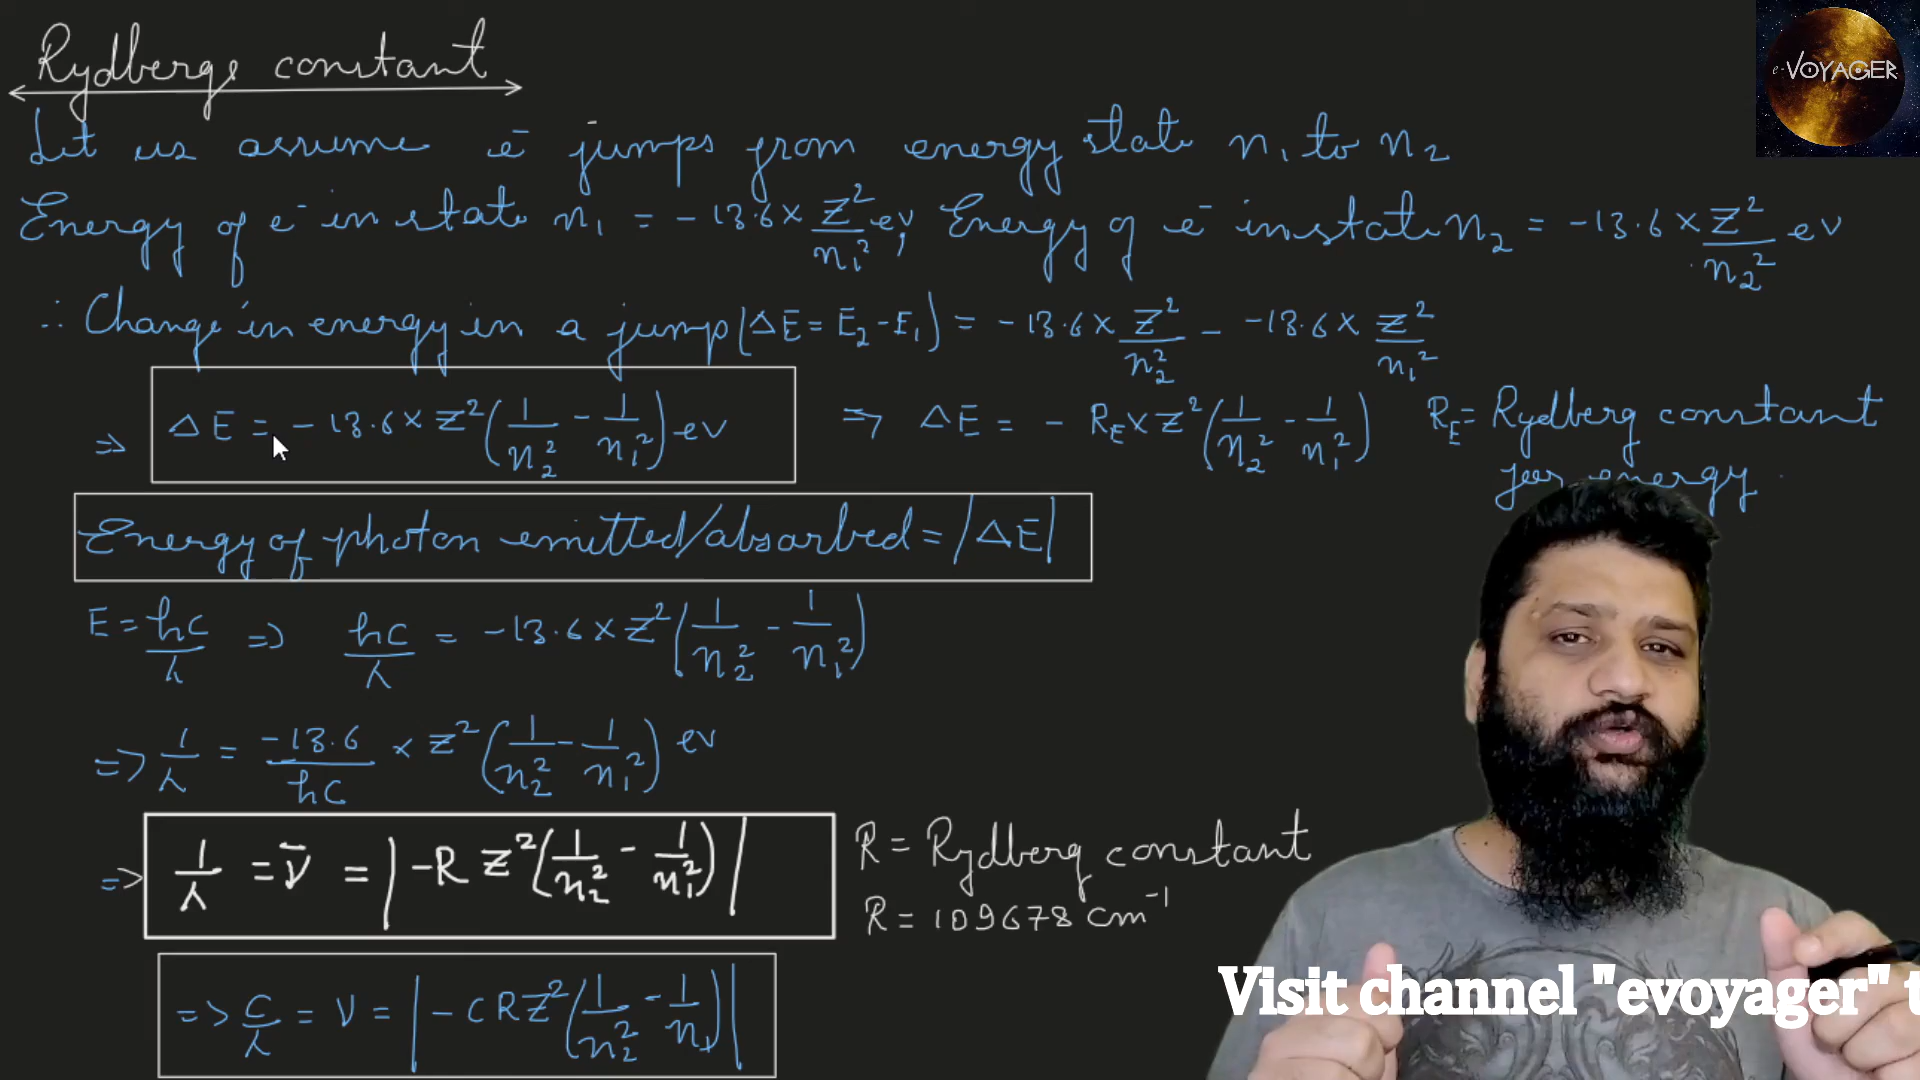 Rydbergs constant
e-VOYAGER
Let us assume e⁻ jumps from energy state n₁ to n₂
Energy of e⁻ in state n₁ = -13.6 × Z²/n₁² ev, Energy of e⁻ in state n₂ = -13.6 × Z²/n₂² ev
∴ Change in energy in a jump (ΔE = E₂ - E₁) = -13.6 × Z²/n₂² - -13.6 × Z²/n₁²
⇒ ΔE = -13.6 × Z² (1/n₂² - 1/n₁²) ev ⇒ ΔE = - R_E × Z² (1/n₂² - 1/n₁²) R_E = Rydberg constant
for energy
Energy of photon emitted/absorbed = |ΔE|
E = hc/λ ⇒ hc/λ = -13.6 × Z² (1/n₂² - 1/n₁²)
⇒ 1/λ = -13.6/hc × Z² (1/n₂² - 1/n₁²) ev
⇒ 1/λ = ν̄ = |-R Z² (1/n₂² - 1/n₁²)| R = Rydberg constant
R = 109678 cm⁻¹
⇒ c/λ = ν = |- c R Z² (1/n₂² - 1/n₁)|
Visit channel "evoyager" t